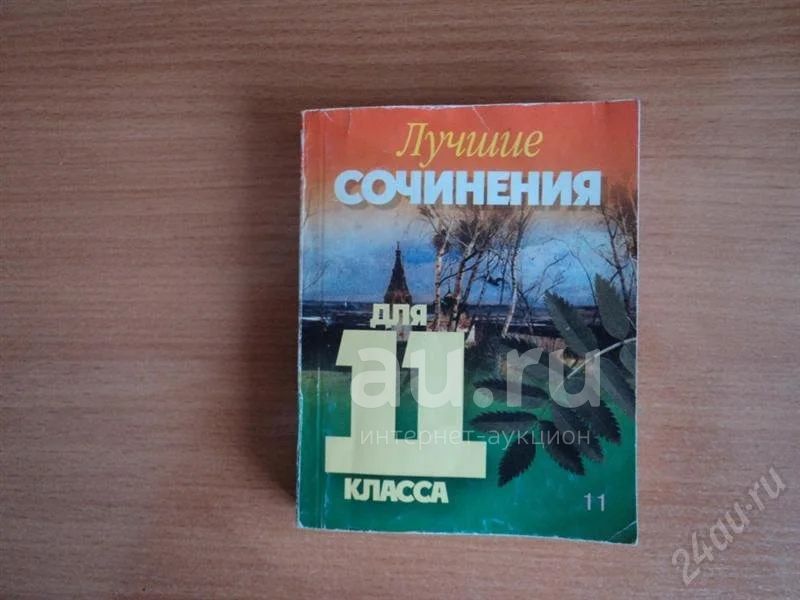 Лучшие
СОЧИНЕНИЯ
ДЛЯ
11
au.ru
интернет-аукцион
КЛАССА
11
24au.ru